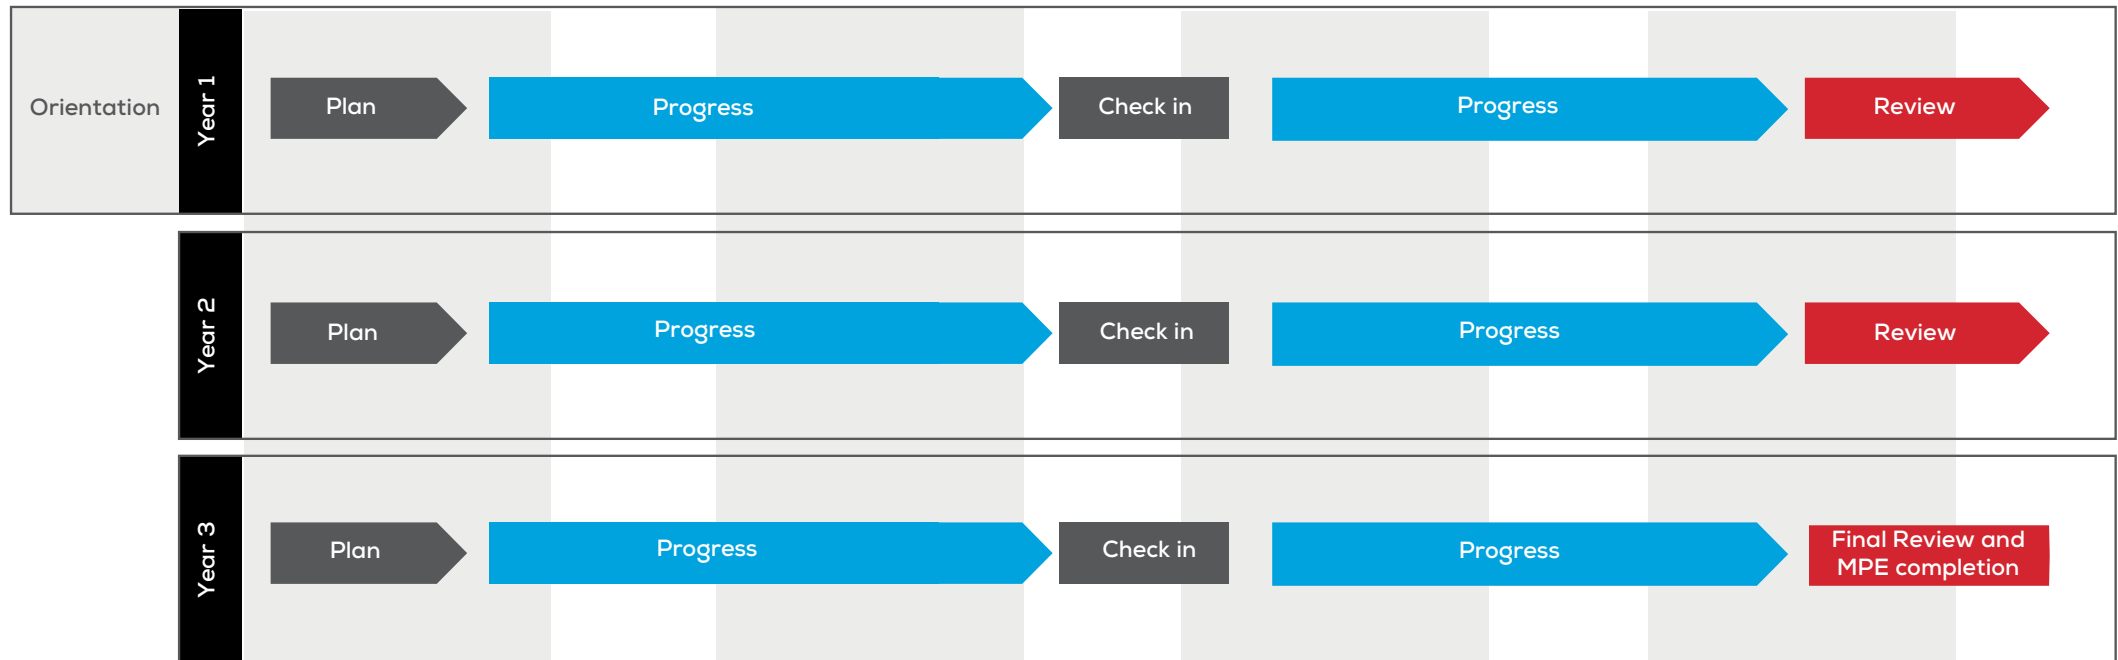 Orientation
Year 1
Plan
Progress
Check in
Progress
Review
Year 2
Plan
Progress
Check in
Progress
Review
Year 3
Plan
Progress
Check in
Progress
Final Review and
MPE completion